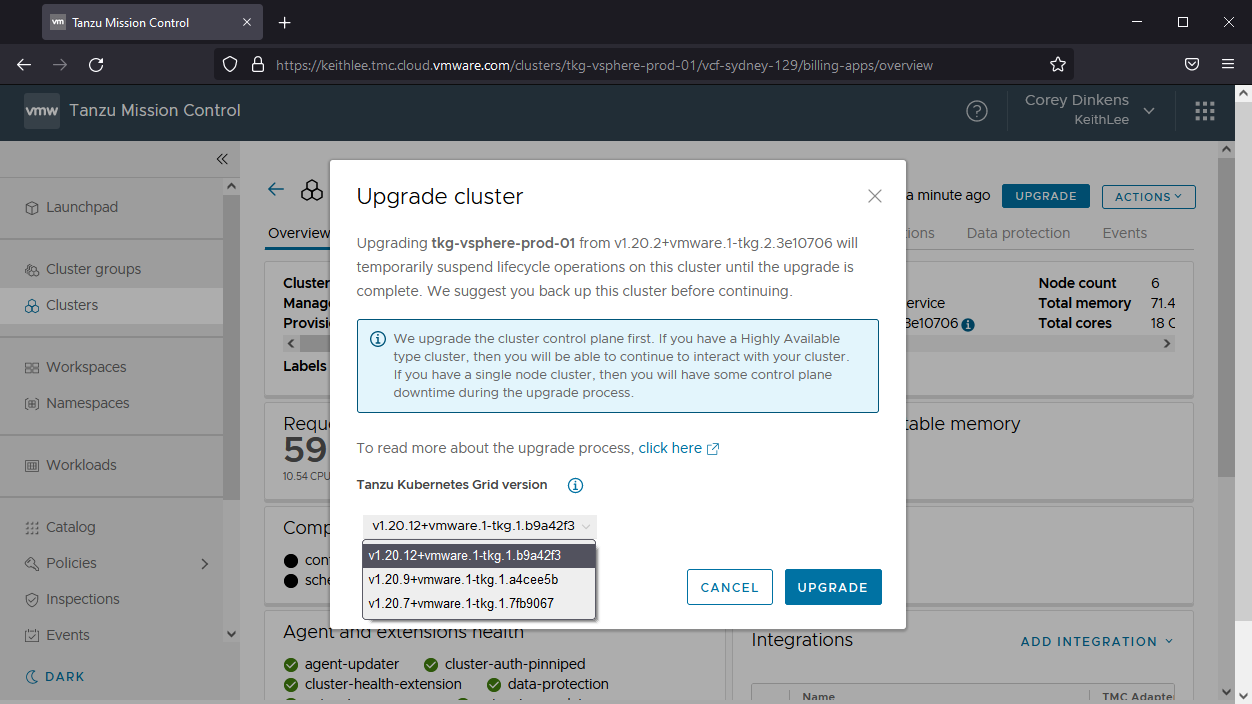 vm Tanzu Mission Control
https://keithlee.tmc.cloud.vmware.com/clusters/tkg-vsphere-prod-01/vcf-sydney-129/billing-apps/overview
vmw Tanzu Mission Control
Corey Dinkens
KeithLee
Launchpad
Cluster groups
Clusters
Workspaces
Namespaces
Workloads
Catalog
Policies
Inspections
Events
DARK
a minute ago
UPGRADE
ACTIONS
Overview
Data protection
Events
Cluster
Node count 6
Total memory 71.4
Total cores 18
Labels
3e10706
59
10.54 CPU
Upgrade cluster
Upgrading tkg-vsphere-prod-01 from v1.20.2+vmware.1-tkg.2.3e10706 will
temporarily suspend lifecycle operations on this cluster until the upgrade is
complete. We suggest you back up this cluster before continuing.
We upgrade the cluster control plane first. If you have a Highly Available
type cluster, then you will be able to continue to interact with your cluster.
If you have a single node cluster, then you will have some control plane
downtime during the upgrade process.
To read more about the upgrade process, click here
Tanzu Kubernetes Grid version
v1.20.12+vmware.1-tkg.1.b9a42f3
v1.20.12+vmware.1-tkg.1.b9a42f3
v1.20.9+vmware.1-tkg.1.a4cee5b
v1.20.7+vmware.1-tkg.1.7fb9067
CANCEL
UPGRADE
memory
Agent and extensions health
agent-updater
cluster-auth-pinniped
cluster-health-extension
data-protection
Integrations
ADD INTEGRATION
Name
TMC Adapter